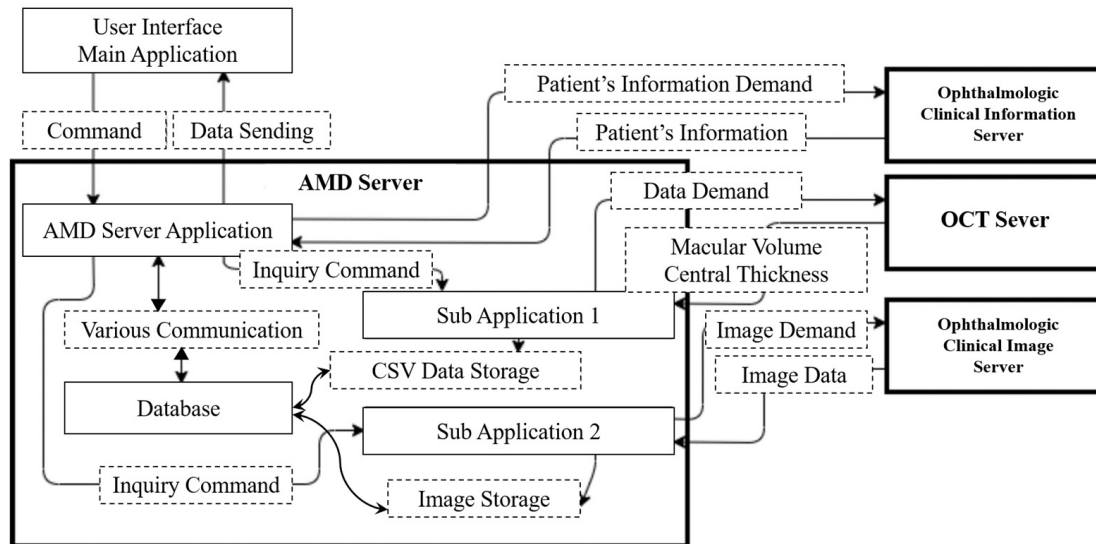 User Interface
Main Application
Patient's Information Demand
Ophthalmologic
Clinical Information
Server
Command
Data Sending
Patient's Information
AMD Server
Data Demand
AMD Server Application
OCT Sever
Macular Volume
Central Thickness
Inquiry Command
Sub Application 1
Various Communication
Image Demand
Ophthalmologic
Clinical Image
Server
CSV Data Storage
Image Data
Database
Sub Application 2
Inquiry Command
Image Storage